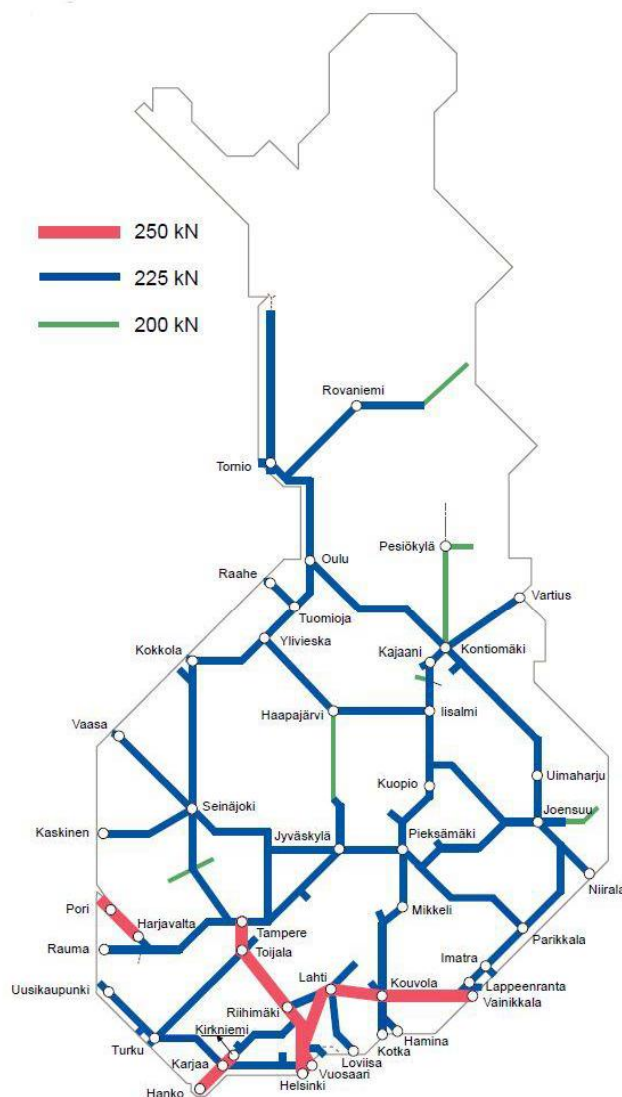 250 kN
225 kN
200 kN
Rovaniemi
Tornio
Pesiökylä
Oulu
Raahe
Vartius
Tuomioja
Kokkola
Ylivieska
Kajaani
Kontiomäki
Haapajärvi
Iisalmi
Vaasa
Uimaharju
Kuopio
Seinäjoki
Joensuu
Kaskinen
Jyväskylä
Pieksämäki
Niirala
Pori
Harjavalta
Mikkeli
Tampere
Parikkala
Rauma
Toijala
Imatra
Lahti
Kouvola
Lappeenranta
Uusikaupunki
Riihimäki
Vainikkala
Kirkniemi
Hamina
Turku
Karjaa
Kotka
Loviisa
Vuosaari
Helsinki
Hanko